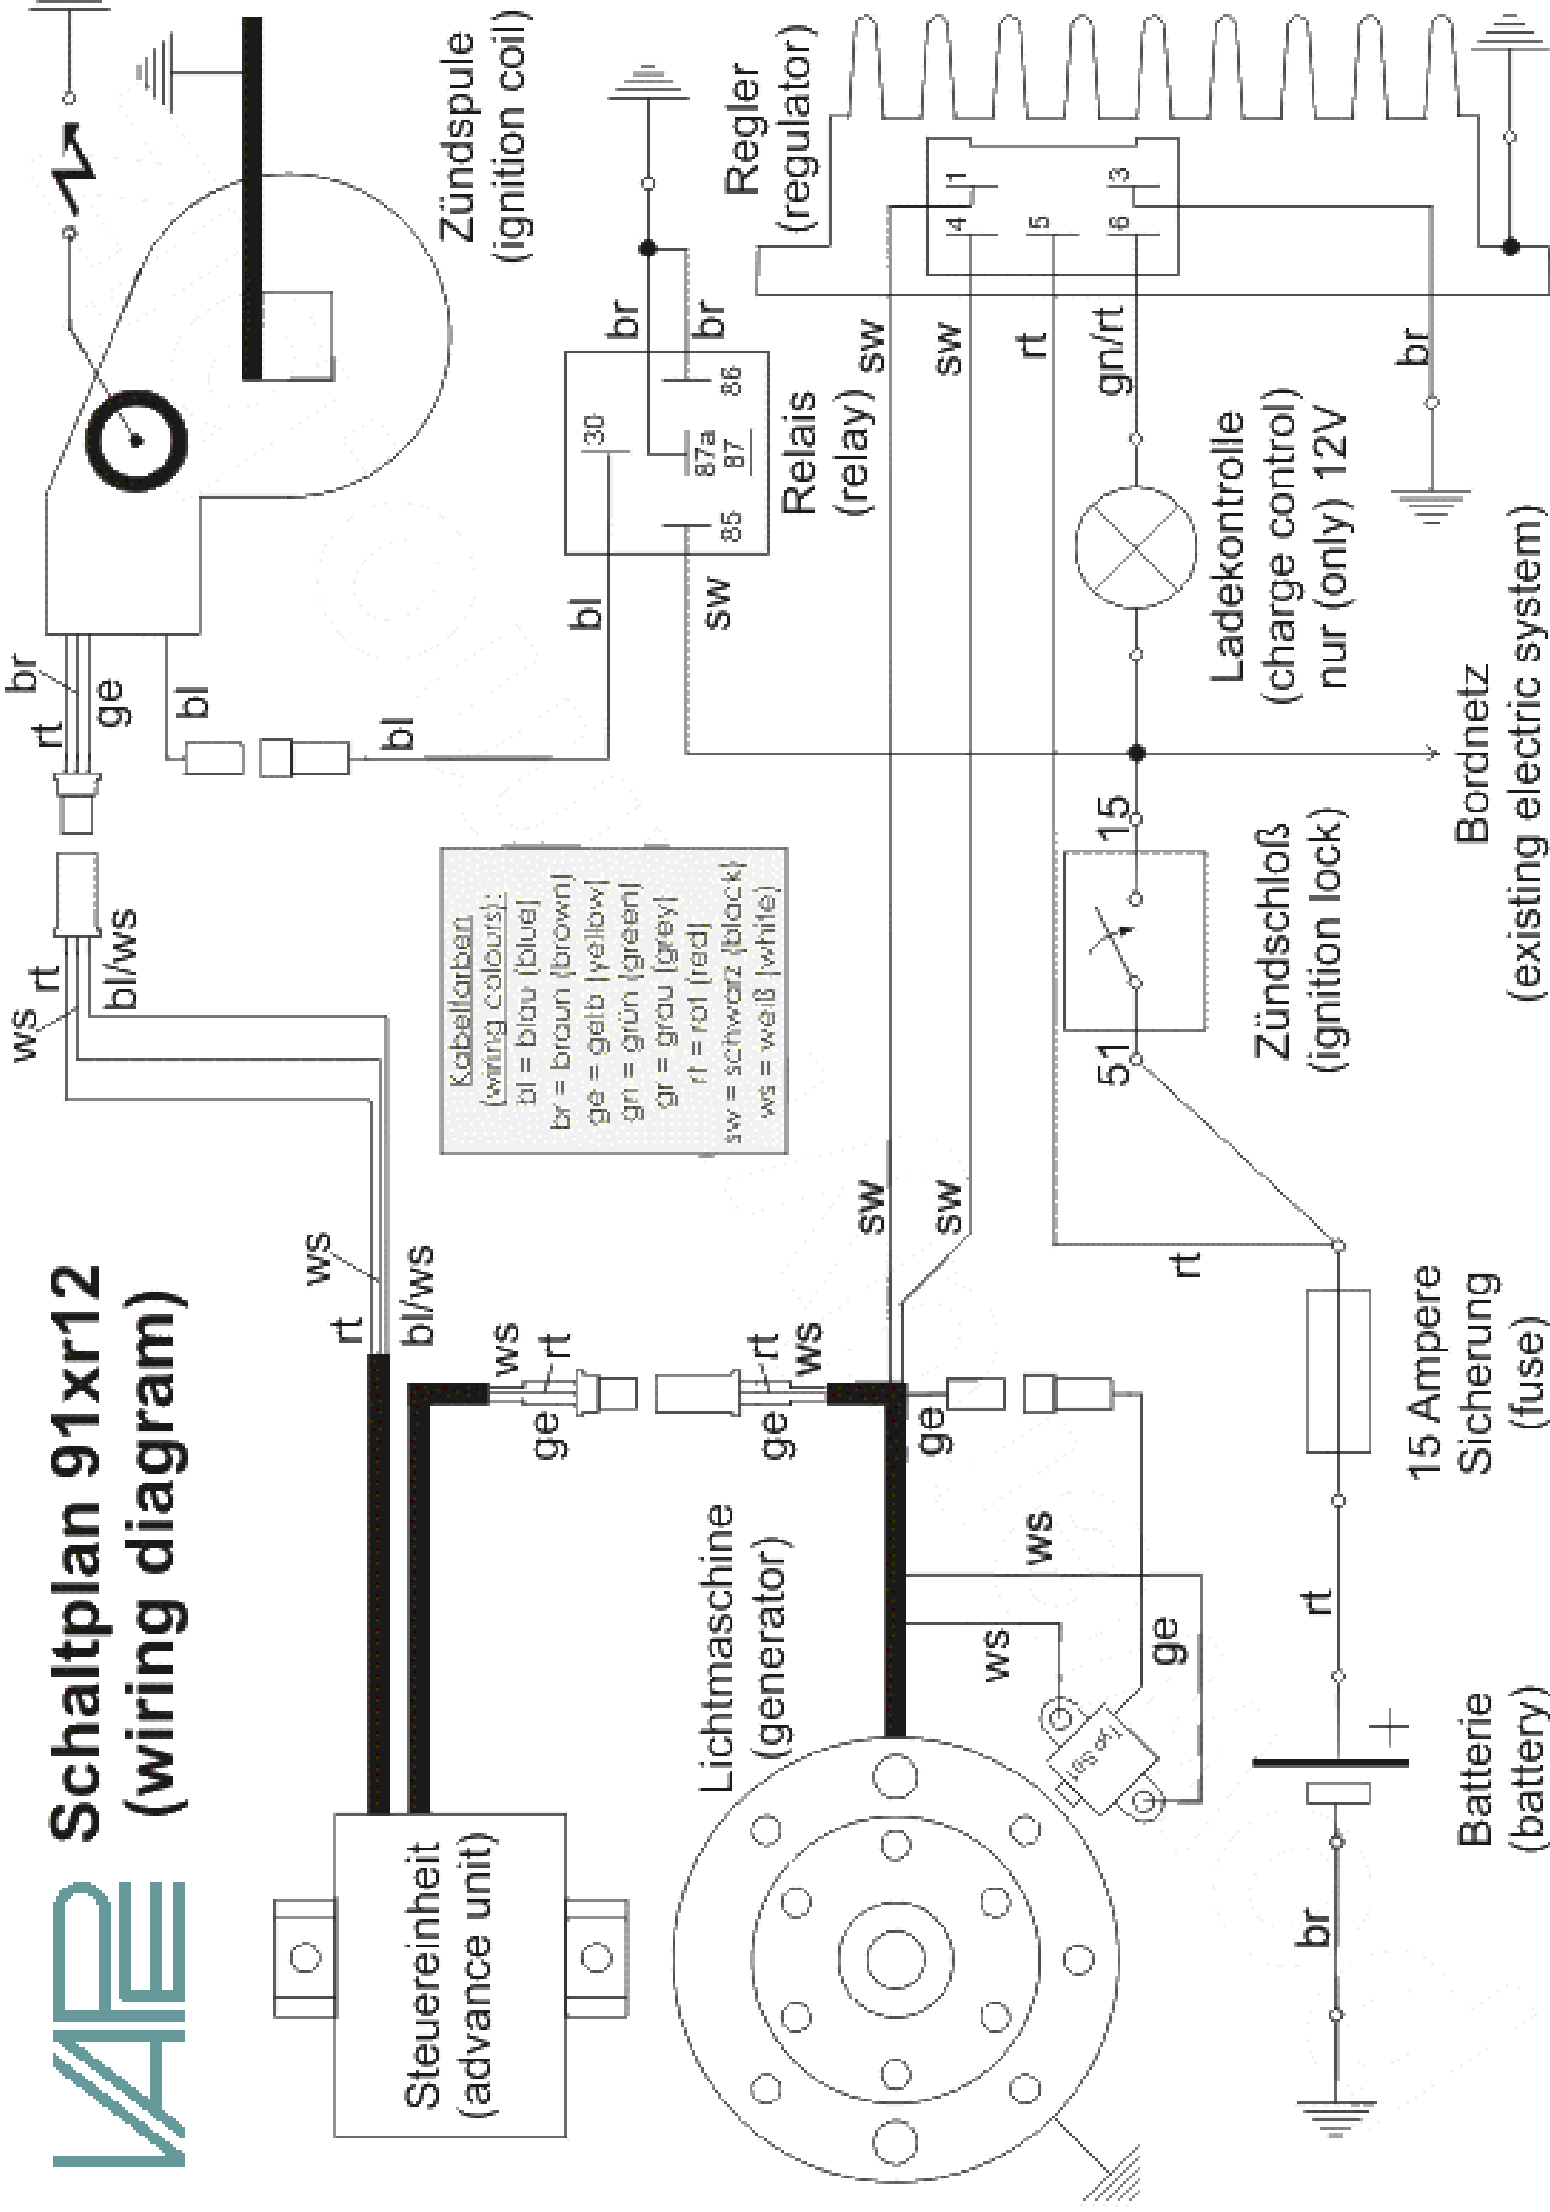 VAPE
Schaltplan 91xr12
(wiring diagram)
Steuereinheit
(advance unit)
rt
ws
bl/ws
ws
rt
bl/ws
rt
br
ge
bl
bl
bl
Zündspule
(ignition coil)
ws
rt
ge
rt
ws
ge
ge
Kabelfarben
(wiring colours):
bl = blau (blue)
br = braun (brown)
ge = gelb (yellow)
gn = grün (green)
gr = grau (grey)
rt = rot (red)
sw = schwarz (black)
ws = weiß (white)
30
87a
87
86
85
br
br
sw
Relais
(relay)
Regler
(regulator)
1
4
5
3
6
Lichtmaschine
(generator)
sw
sw
sw
sw
rt
gn/rt
br
ws
ws
ge
Ladekontrolle
(charge control)
nur (only) 12V
51
15
Zündschloß
(ignition lock)
Bordnetz
(existing electric system)
br
+
rt
rt
Batterie
(battery)
15 Ampere
Sicherung
(fuse)